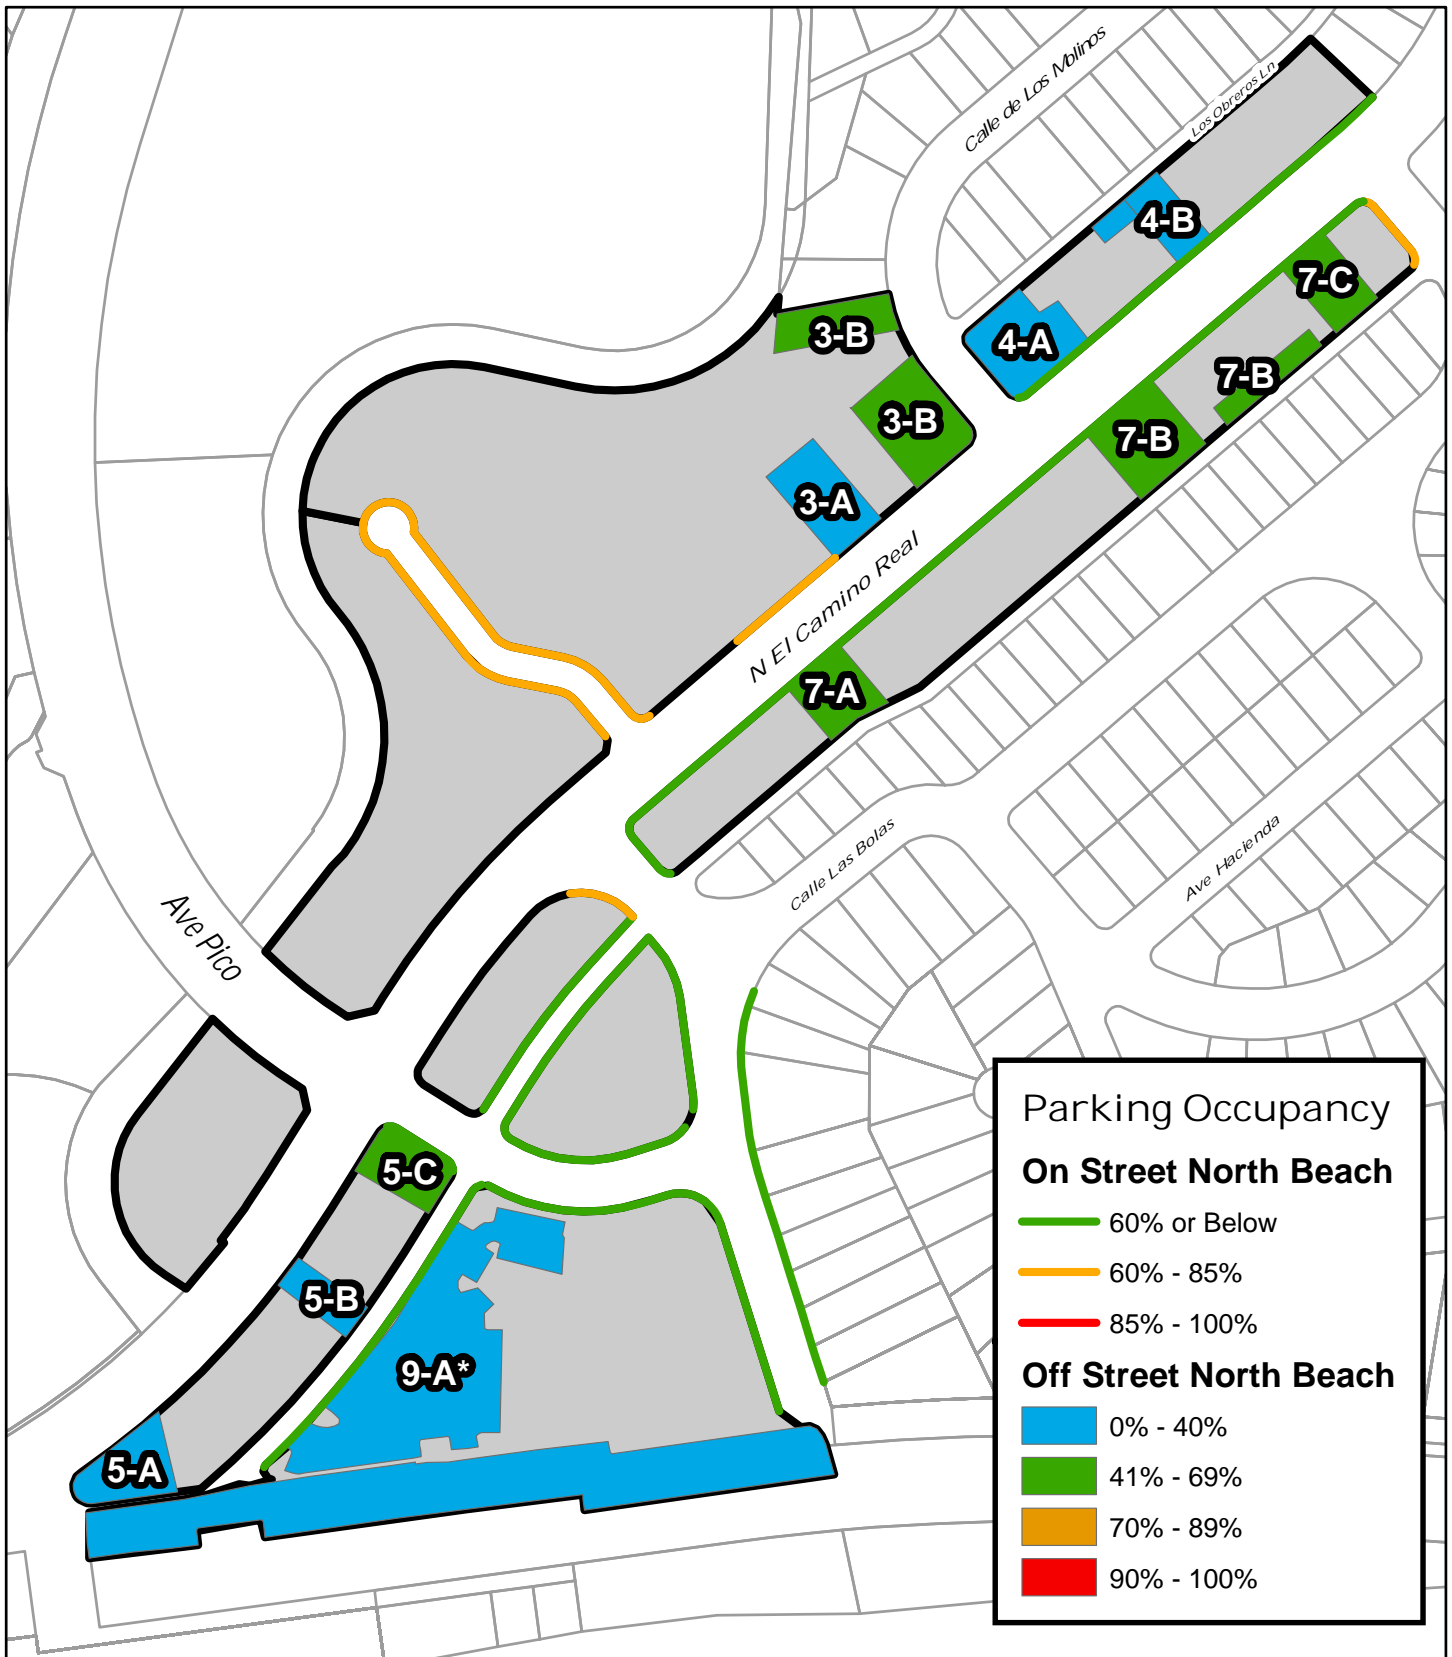 Calle de Los Molinos
Los Obreros Ln
4-B
7-C
3-B
4-A
7-B
3-B
7-B
3-A
N El Camino Real
7-A
Calle Las Bolas
Ave Hacienda
Ave Pico
5-C
5-B
9-A*
5-A
Parking Occupancy
On Street North Beach
60% or Below
60% - 85%
85% - 100%
Off Street North Beach
0% - 40%
41% - 69%
70% - 89%
90% - 100%